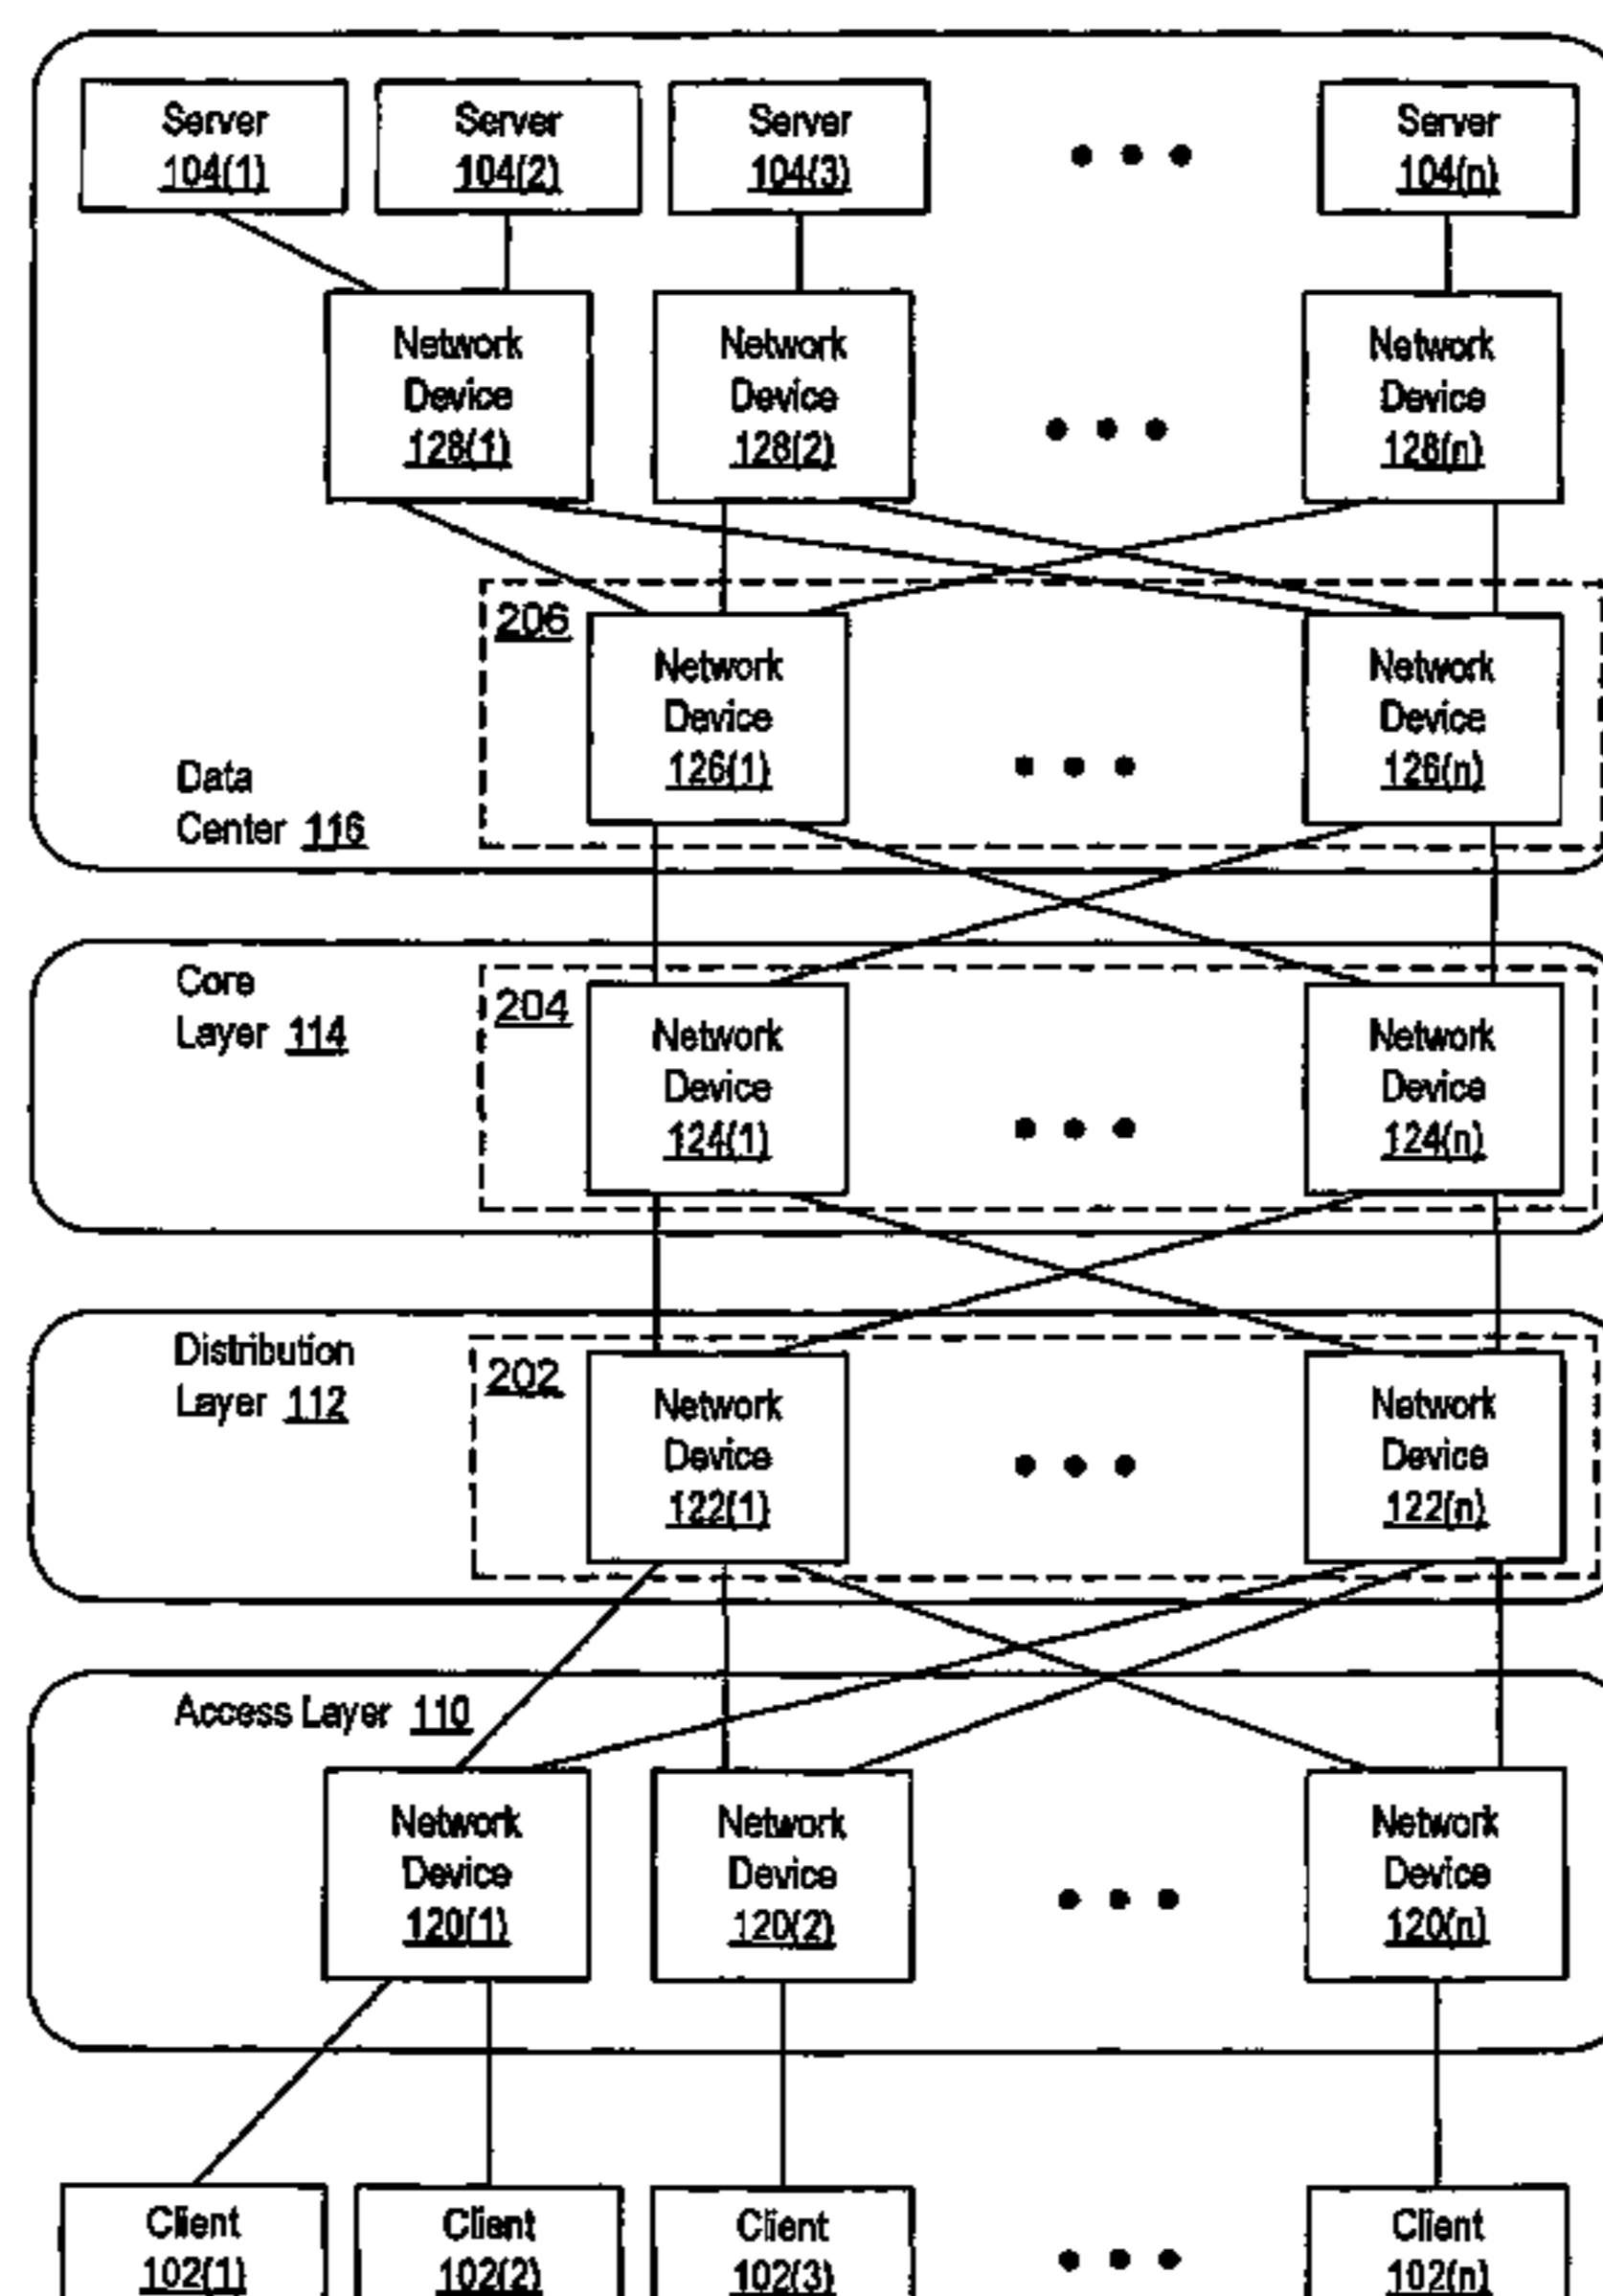 Server
104(1)
Server
104(2)
Server
104(3)
Server
104(n)
Network
Device
128(1)
Network
Device
128(2)
Network
Device
128(n)
206
Network
Device
126(1)
Network
Device
126(n)
Data
Center 116
Core
Layer 114
204
Network
Device
124(1)
Network
Device
124(n)
Distribution
Layer 112
202
Network
Device
122(1)
Network
Device
122(n)
Access Layer 110
Network
Device
120(1)
Network
Device
120(2)
Network
Device
120(n)
Client
102(1)
Client
102(2)
Client
102(3)
Client
102(n)